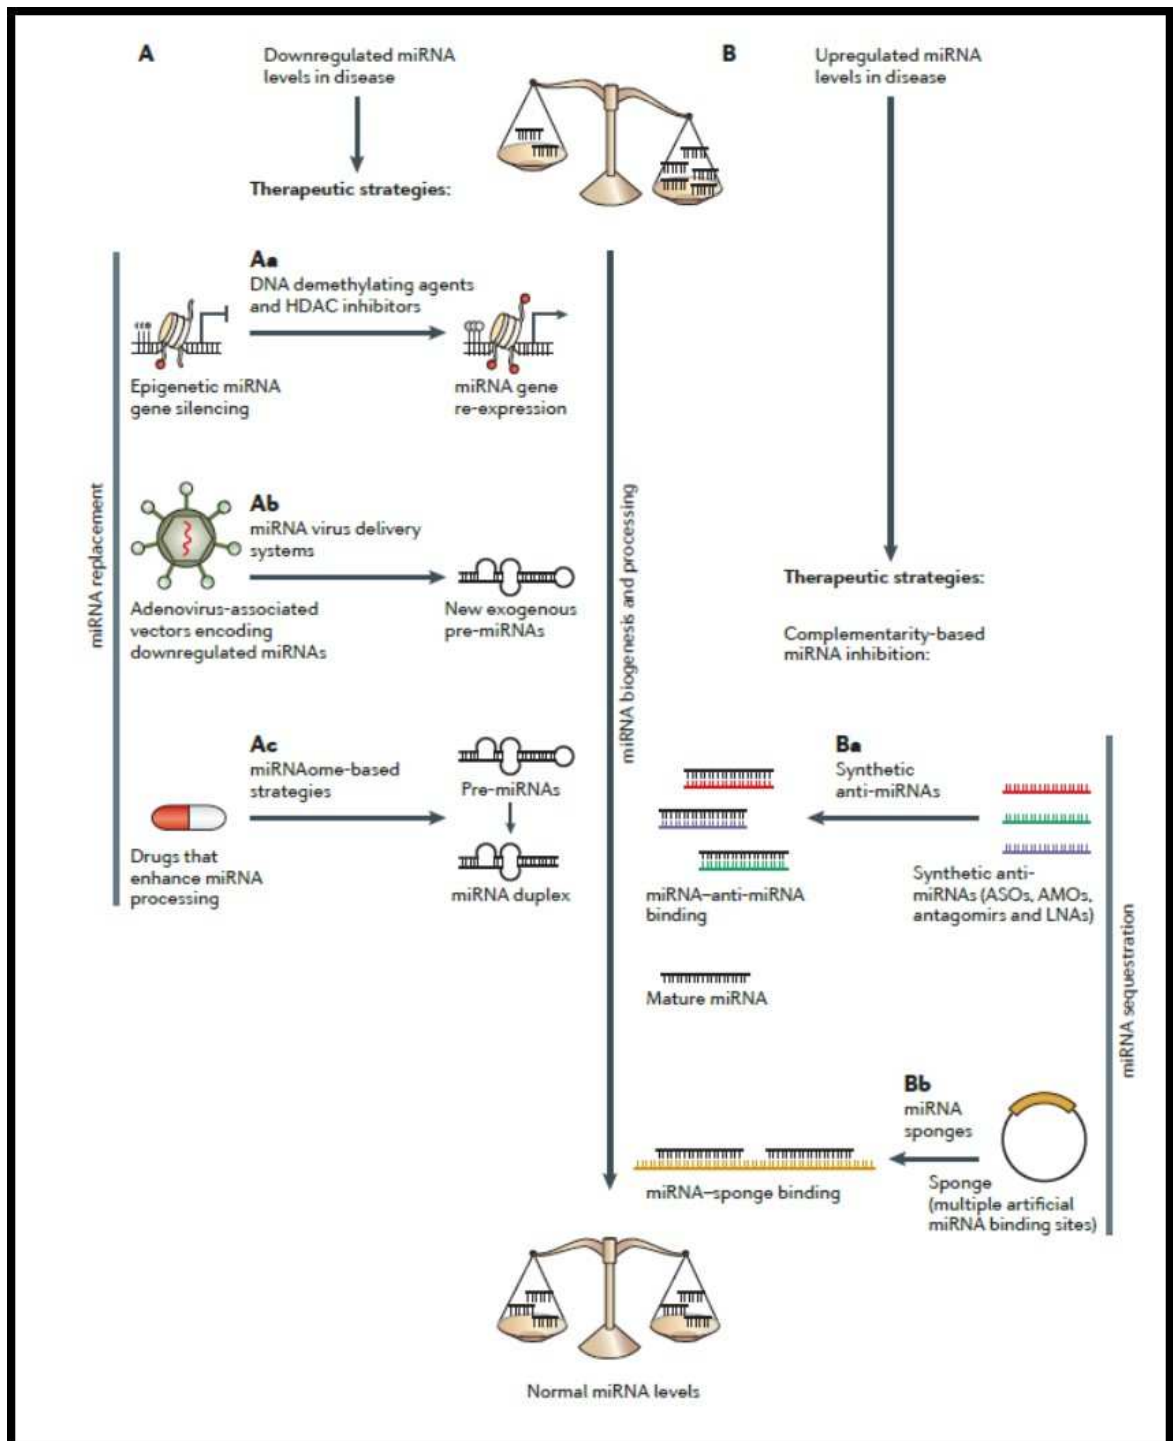 A
Downregulated miRNA
levels in disease
Therapeutic strategies:
B
Upregulated miRNA
levels in disease
miRNA replacement
Aa
DNA demethylating agents
and HDAC inhibitors
Epigenetic miRNA
gene silencing
miRNA gene
re-expression
Ab
miRNA virus delivery
systems
Adenovirus-associated
vectors encoding
downregulated miRNAs
New exogenous
pre-miRNAs
Ac
miRNAome-based
strategies
Drugs that
enhance miRNA
processing
Pre-miRNAs
miRNA duplex
miRNA biogenesis and processing
Therapeutic strategies:
Complementarity-based
miRNA inhibition:
Ba
Synthetic
anti-miRNAs
miRNA–anti-miRNA
binding
Synthetic anti-
miRNAs (ASOs, AMOs,
antagomirs and LNAs)
Mature miRNA
miRNA sequestration
Bb
miRNA
sponges
miRNA–sponge binding
Sponge
(multiple artificial
miRNA binding sites)
Normal miRNA levels